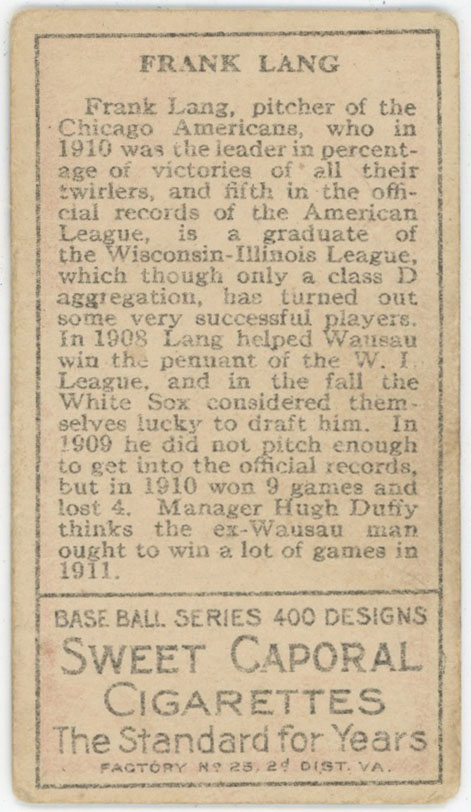 FRANK LANG
Frank Lang, pitcher of the
Chicago Americans, who in
1910 was the leader in percent-
age of victories of all their
twirlers, and fifth in the offi-
cial records of the American
League, is a graduate of
the Wisconsin-Illinois League,
which though only a class D
aggregation, has turned out
some very successful players.
In 1908 Lang helped Wausau
win the pennant of the W. I.
League, and in the fall the
White Sox considered them-
selves lucky to draft him. In
1909 he did not pitch enough
to get into the official records,
but in 1910 won 9 games and
lost 4. Manager Hugh Duffy
thinks the ex-Wausau man
ought to win a lot of games in
1911.
BASE BALL SERIES 400 DESIGNS
SWEET CAPORAL
CIGARETTES
The Standard for Years
FACTORY No 25, 2d DIST. VA.